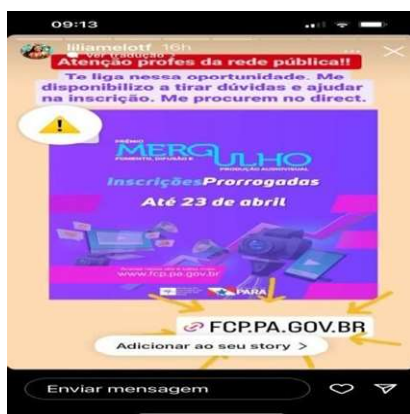 09:13
liliamelotf 16h
Ver tradução
Atenção profes da rede pública!!
Te liga nessa oportunidade. Me
disponibilizo a tirar dúvidas e ajudar
na inscrição. Me procurem no direct.
PRÊMIO
MERGULHO
FOMENTO, DIFUSÃO E
PRODUÇÃO AUDIOVISUAL
InscriçõesProrrogadas
Até 23 de abril
www.fcp.pa.gov.br
PARÁ
FCP.PA.GOV.BR
Adicionar ao seu story >
Enviar mensagem